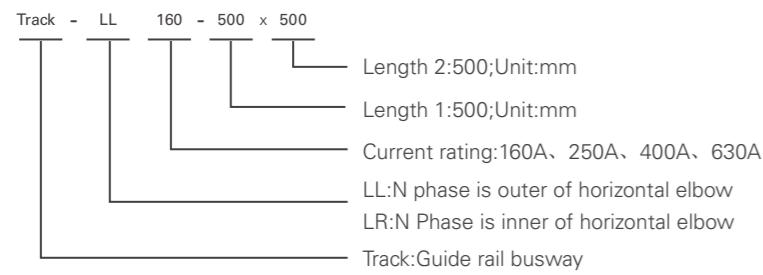 Track - LL 160 - 500 x 500
Length 2:500;Unit:mm
Length 1:500;Unit:mm
Current rating:160A、250A、400A、630A
LL:N phase is outer of horizontal elbow
LR:N Phase is inner of horizontal elbow
Track:Guide rail busway